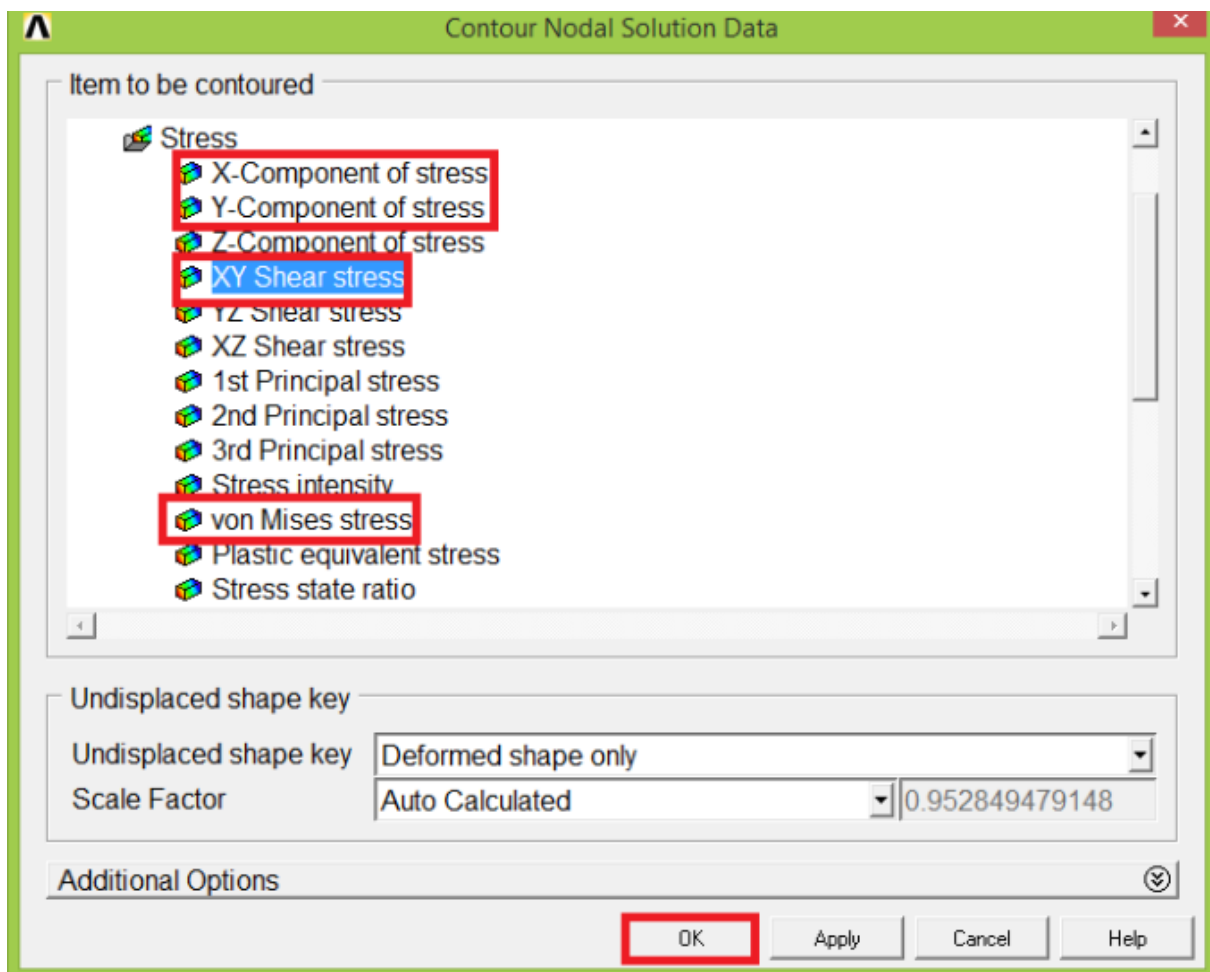 Contour Nodal Solution Data
Item to be contoured
Stress
X-Component of stress
Y-Component of stress
Z-Component of stress
XY Shear stress
YZ Shear stress
XZ Shear stress
1st Principal stress
2nd Principal stress
3rd Principal stress
Stress intensity
von Mises stress
Plastic equivalent stress
Stress state ratio
Undisplaced shape key
Undisplaced shape key Deformed shape only
Scale Factor Auto Calculated 0.952849479148
Additional Options
OK Apply Cancel Help